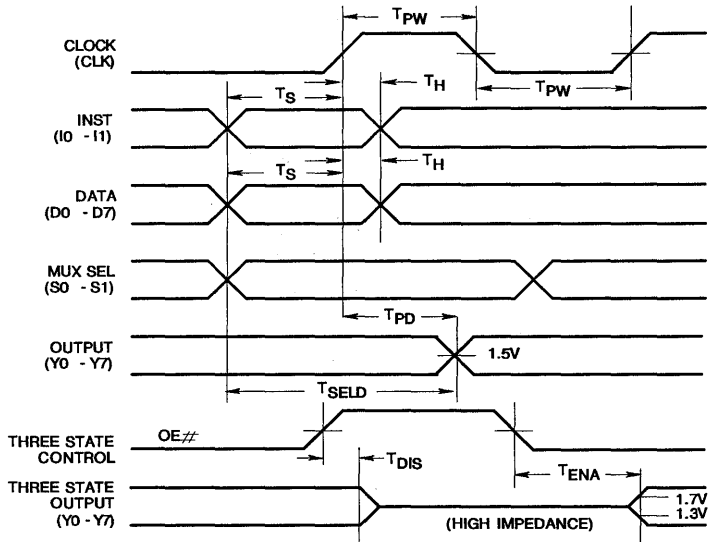 TPW
CLOCK
(CLK)
TS
TH
TPW
INST
(I0 - I1)
TS
TH
DATA
(D0 - D7)
MUX SEL
(S0 - S1)
TPD
OUTPUT
(Y0 - Y7)
1.5V
TSELD
OE#
THREE STATE
CONTROL
TDIS
TENA
THREE STATE
OUTPUT
(Y0 - Y7)
(HIGH IMPEDANCE)
1.7V
1.3V